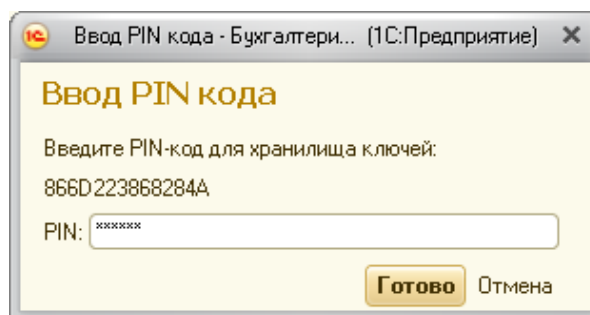 1С Ввод PIN кода - Бухгалтери... (1С:Предприятие)
Ввод PIN кода
Введите PIN-код для хранилища ключей:
866D223868284A
PIN: ******
Готово Отмена